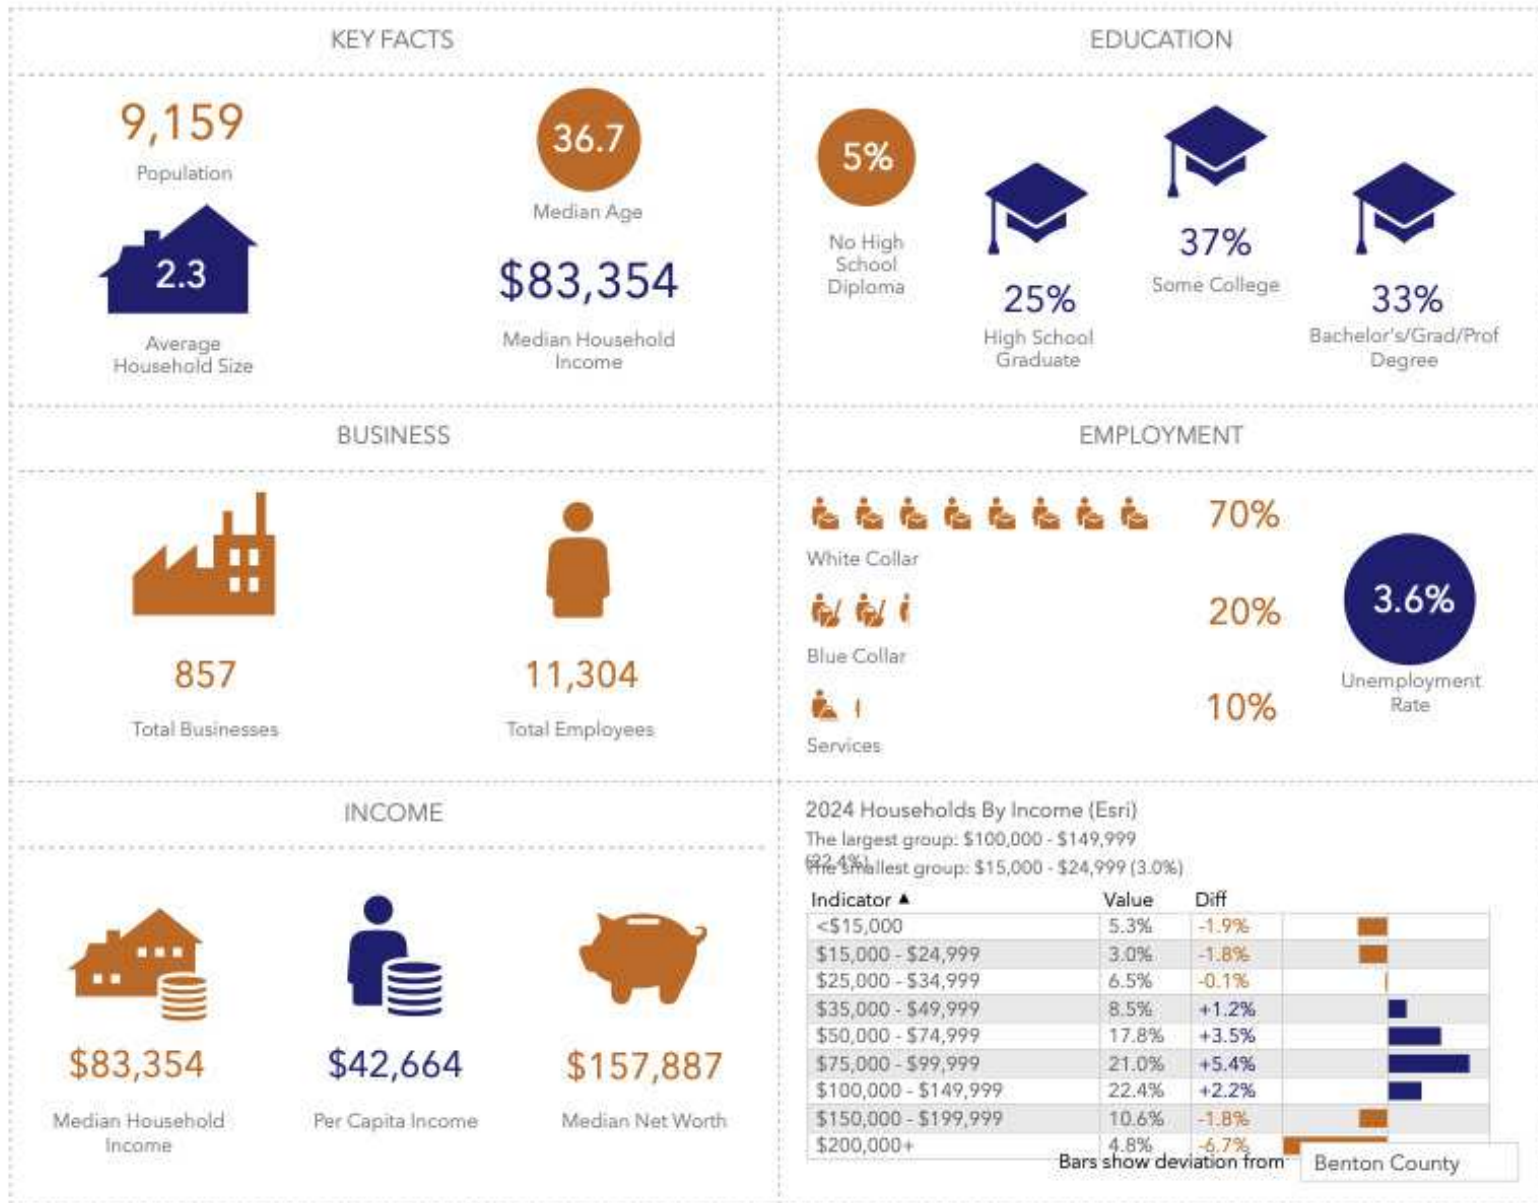 KEY FACTS
9,159
Population
36.7
Median Age
2.3
Average
Household Size
$83,354
Median Household
Income
EDUCATION
5%
No High
School
Diploma
25%
High School
Graduate
37%
Some College
33%
Bachelor's/Grad/Prof
Degree
BUSINESS
857
Total Businesses
11,304
Total Employees
EMPLOYMENT
70%
White Collar
20%
Blue Collar
10%
Services
3.6%
Unemployment
Rate
INCOME
$83,354
Median Household
Income
$42,664
Per Capita Income
$157,887
Median Net Worth
2024 Households By Income (Esri)
The largest group: $100,000 - $149,999
(22.4%)
The smallest group: $15,000 - $24,999 (3.0%)
Indicator ▲ Value Diff
<$15,000 5.3% -1.9%
$15,000 - $24,999 3.0% -1.8%
$25,000 - $34,999 6.5% -0.1%
$35,000 - $49,999 8.5% +1.2%
$50,000 - $74,999 17.8% +3.5%
$75,000 - $99,999 21.0% +5.4%
$100,000 - $149,999 22.4% +2.2%
$150,000 - $199,999 10.6% -1.8%
$200,000+ 4.8% -6.7%
Bars show deviation from Benton County